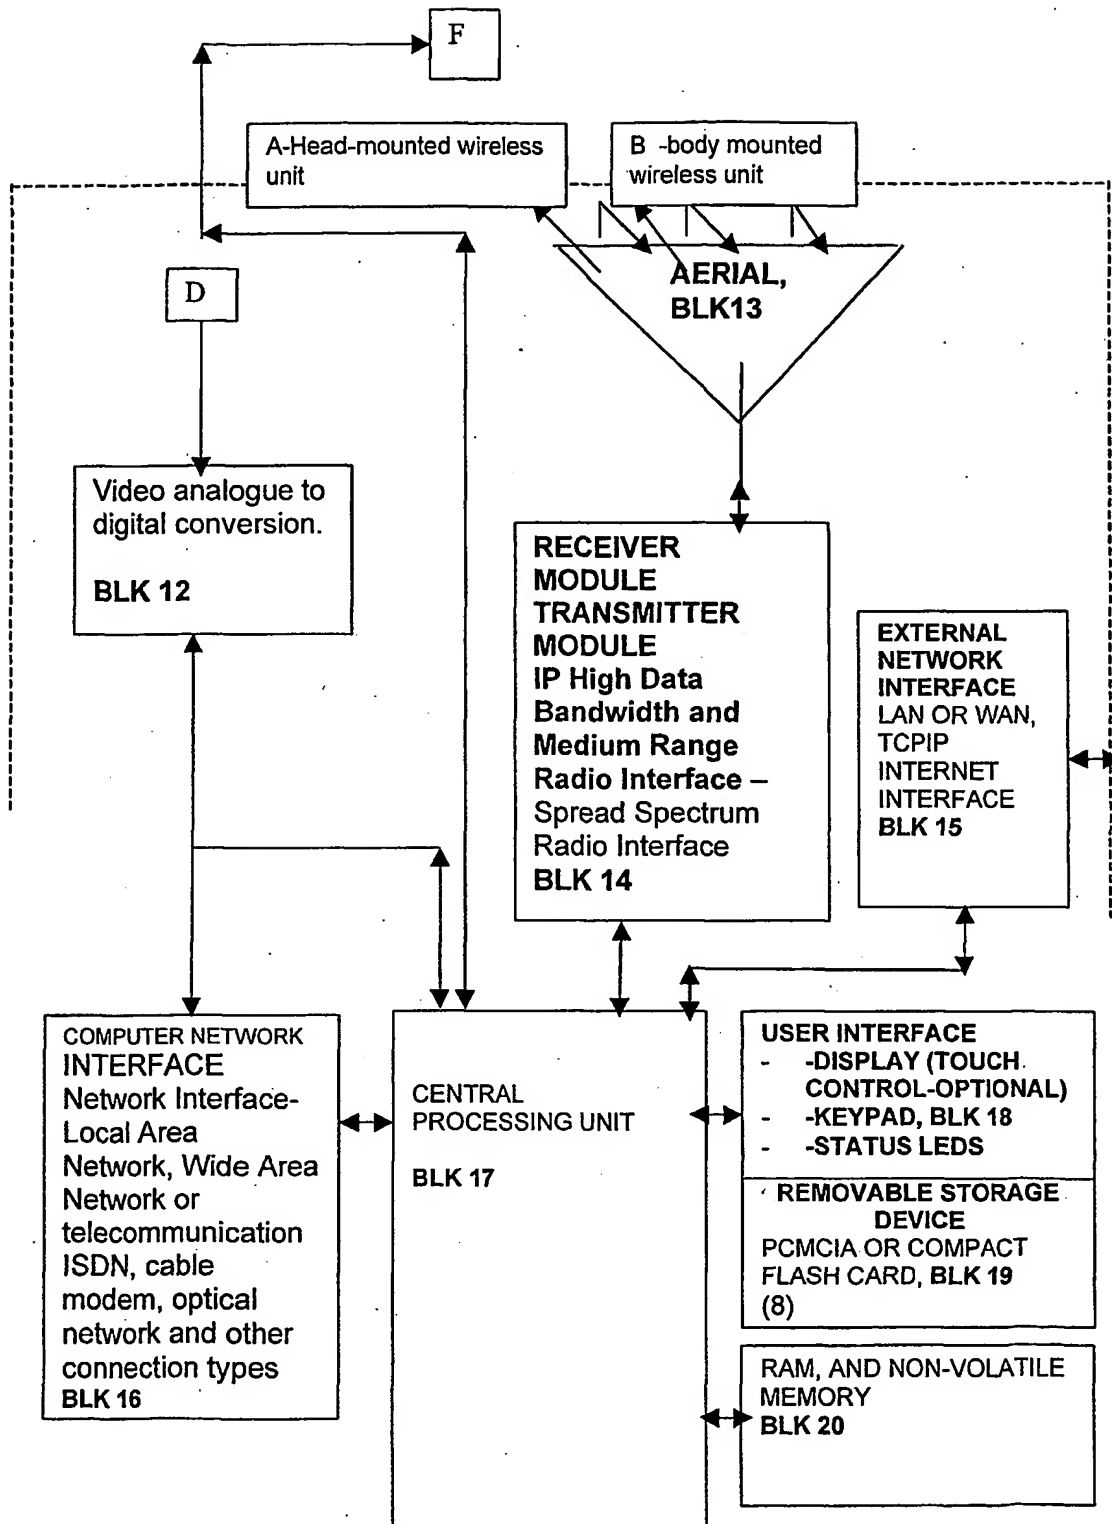 F
A-Head-mounted wireless
unit
B -body mounted
wireless unit
D
AERIAL,
BLK13
Video analogue to
digital conversion.
BLK 12
RECEIVER
MODULE
TRANSMITTER
MODULE
IP High Data
Bandwidth and
Medium Range
Radio Interface –
Spread Spectrum
Radio Interface
BLK 14
EXTERNAL
NETWORK
INTERFACE
LAN OR WAN,
TCPIP
INTERNET
INTERFACE
BLK 15
COMPUTER NETWORK
INTERFACE
Network Interface-
Local Area
Network, Wide Area
Network or
telecommunication
ISDN, cable
modem, optical
network and other
connection types
BLK 16
CENTRAL
PROCESSING UNIT
BLK 17
USER INTERFACE
- -DISPLAY (TOUCH
CONTROL-OPTIONAL)
- -KEYPAD, BLK 18
- -STATUS LEDS
REMOVABLE STORAGE
DEVICE
PCMCIA OR COMPACT
FLASH CARD, BLK 19
(8)
RAM, AND NON-VOLATILE
MEMORY
BLK 20